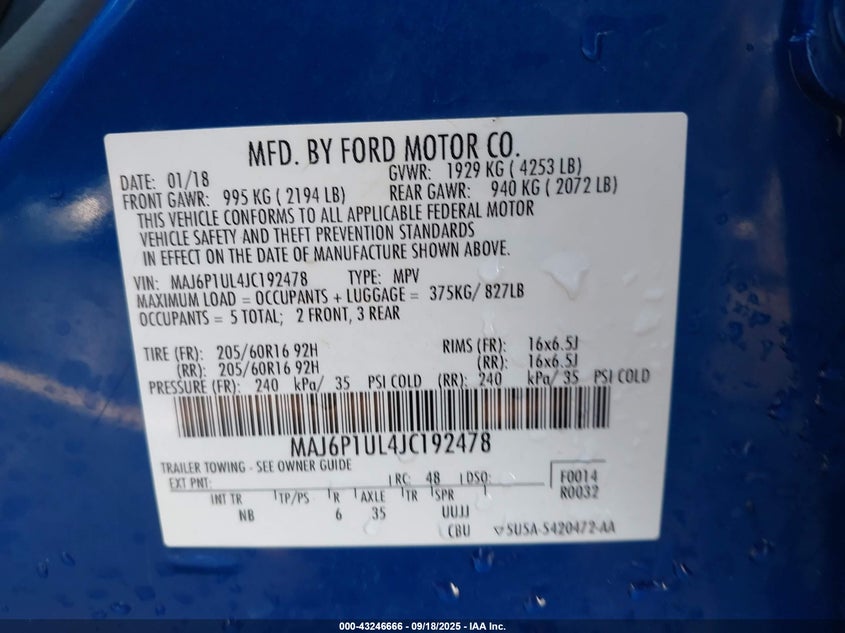 MFD. BY FORD MOTOR CO.
DATE: 01/18 GVWR: 1929 KG ( 4253 LB)
FRONT GAWR: 995 KG ( 2194 LB) REAR GAWR: 940 KG ( 2072 LB)
THIS VEHICLE CONFORMS TO ALL APPLICABLE FEDERAL MOTOR
VEHICLE SAFETY AND THEFT PREVENTION STANDARDS
IN EFFECT ON THE DATE OF MANUFACTURE SHOWN ABOVE.
VIN: MAJ6P1UL4JC192478 TYPE: MPV
MAXIMUM LOAD = OCCUPANTS + LUGGAGE = 375KG/ 827LB
OCCUPANTS = 5 TOTAL; 2 FRONT, 3 REAR
TIRE (FR): 205/60R16 92H RIMS (FR): 16x6.5J
(RR): 205/60R16 92H (RR): 16x6.5J
PRESSURE (FR): 240 kPa/ 35 PSI COLD (RR): 240 kPa/ 35 PSI COLD
MAJ6P1UL4JC192478
TRAILER TOWING - SEE OWNER GUIDE
EXT PNT: RC: 48 DSO: F0014
INT TR TP/PS R AXLE TR SPR R0032
NB 6 35 UUJJ
CBU 5U5A-5420472-AA
000-43246666 - 09/18/2025 - IAA Inc.